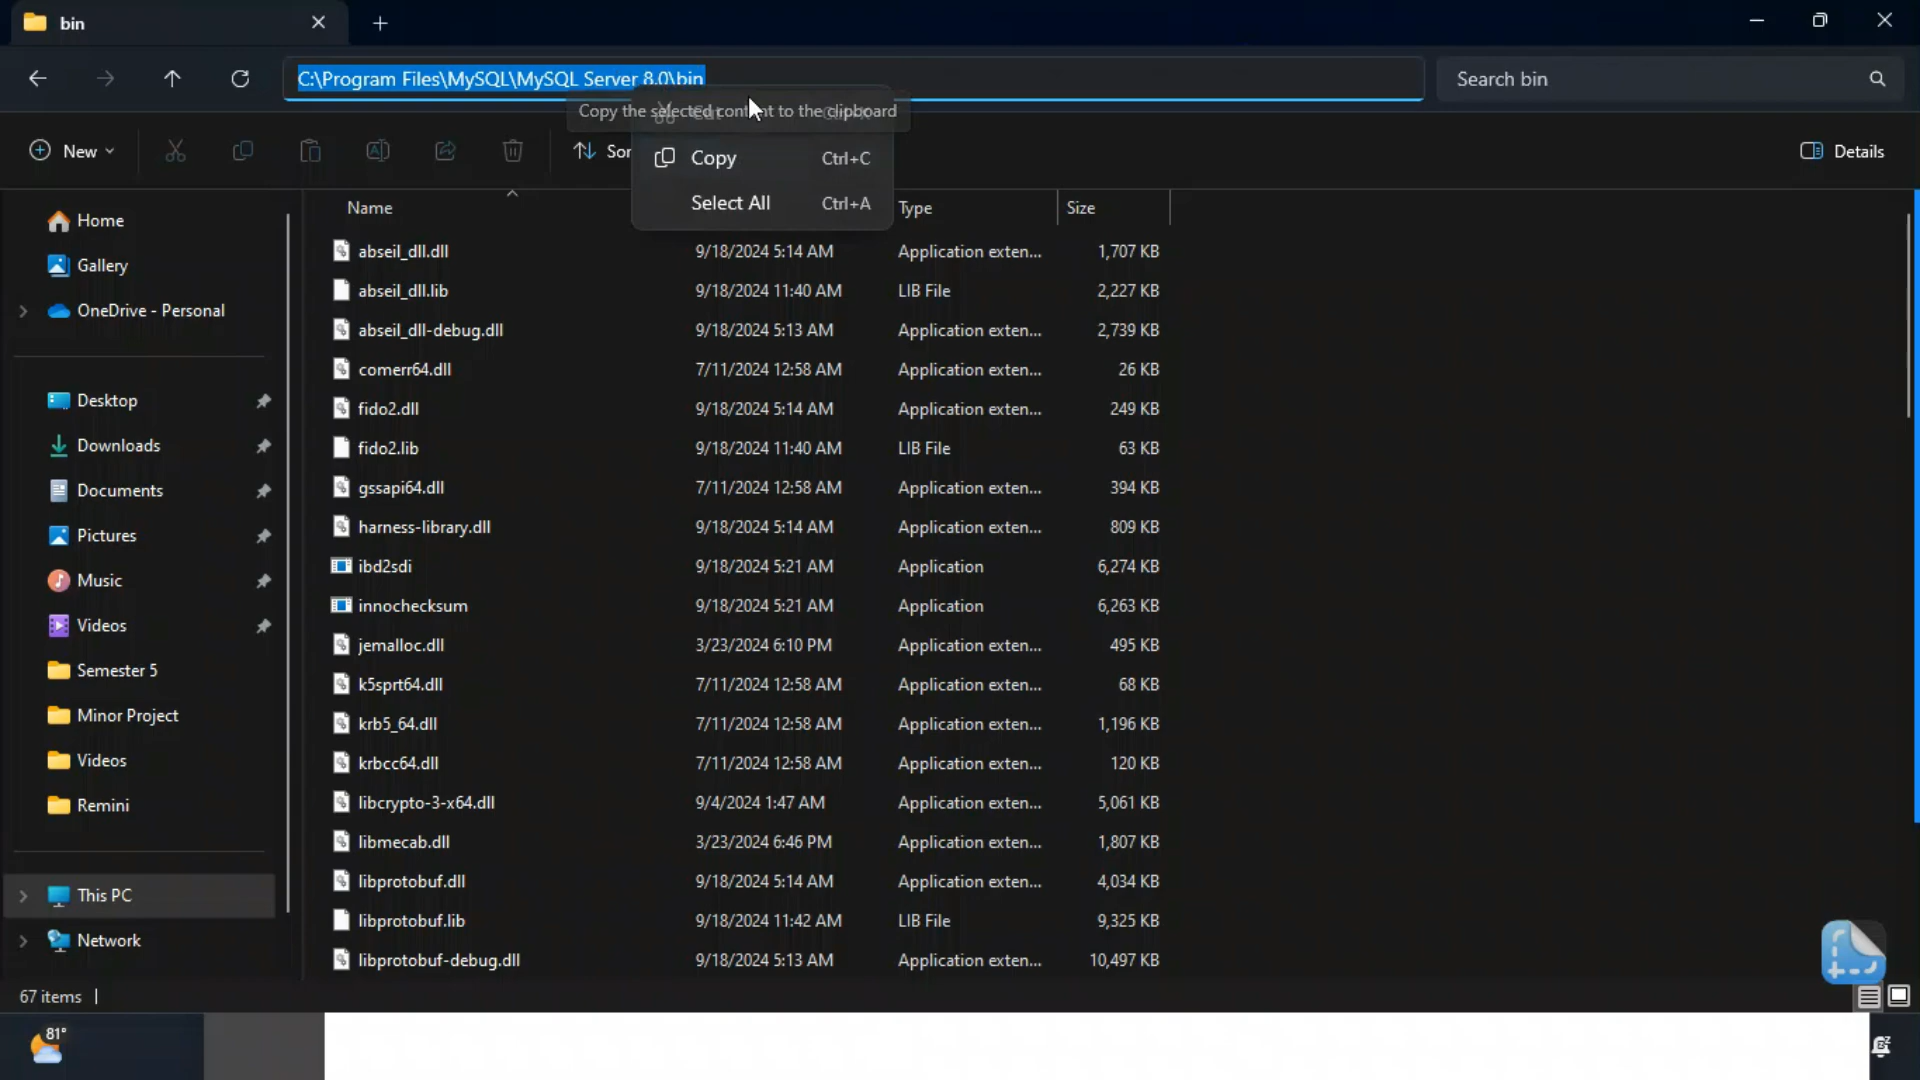 bin
C:\Program Files\MySQL\MySQL Server 8.0\bin
Search bin
Copy the selected content to the clipboard
New
Sor
Details
Copy Ctrl+C
Select All Ctrl+A
Name Type Size
Home
Gallery
OneDrive - Personal
Desktop
Downloads
Documents
Pictures
Music
Videos
Semester 5
Minor Project
Videos
Remini
This PC
Network
abseil_dll.dll 9/18/2024 5:14 AM Application exten... 1,707 KB
abseil_dll.lib 9/18/2024 11:40 AM LIB File 2,227 KB
abseil_dll-debug.dll 9/18/2024 5:13 AM Application exten... 2,739 KB
comerr64.dll 7/11/2024 12:58 AM Application exten... 26 KB
fido2.dll 9/18/2024 5:14 AM Application exten... 249 KB
fido2.lib 9/18/2024 11:40 AM LIB File 63 KB
gssapi64.dll 7/11/2024 12:58 AM Application exten... 394 KB
harness-library.dll 9/18/2024 5:14 AM Application exten... 809 KB
ibd2sdi 9/18/2024 5:21 AM Application 6,274 KB
innochecksum 9/18/2024 5:21 AM Application 6,263 KB
jemalloc.dll 3/23/2024 6:10 PM Application exten... 495 KB
k5sprt64.dll 7/11/2024 12:58 AM Application exten... 68 KB
krb5_64.dll 7/11/2024 12:58 AM Application exten... 1,196 KB
krbcc64.dll 7/11/2024 12:58 AM Application exten... 120 KB
libcrypto-3-x64.dll 9/4/2024 1:47 AM Application exten... 5,061 KB
libmecab.dll 3/23/2024 6:46 PM Application exten... 1,807 KB
libprotobuf.dll 9/18/2024 5:14 AM Application exten... 4,034 KB
libprotobuf.lib 9/18/2024 11:42 AM LIB File 9,325 KB
libprotobuf-debug.dll 9/18/2024 5:13 AM Application exten... 10,497 KB
67 items
81°